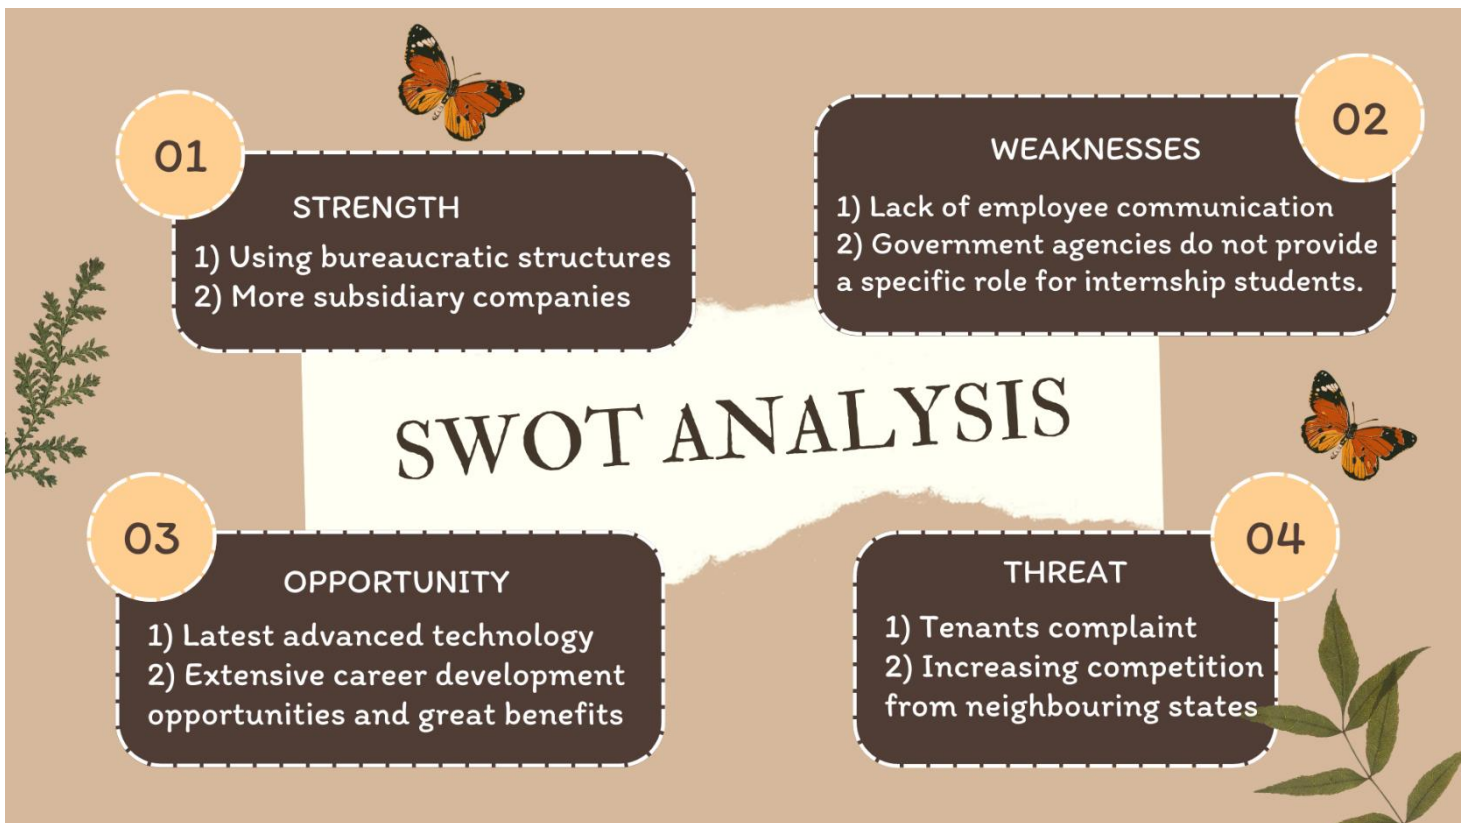 01
STRENGTH
1) Using bureaucratic structures
2) More subsidiary companies
02
WEAKNESSES
1) Lack of employee communication
2) Government agencies do not provide
a specific role for internship students.
SWOT ANALYSIS
03
OPPORTUNITY
1) Latest advanced technology
2) Extensive career development
opportunities and great benefits
04
THREAT
1) Tenants complaint
2) Increasing competition
from neighbouring states